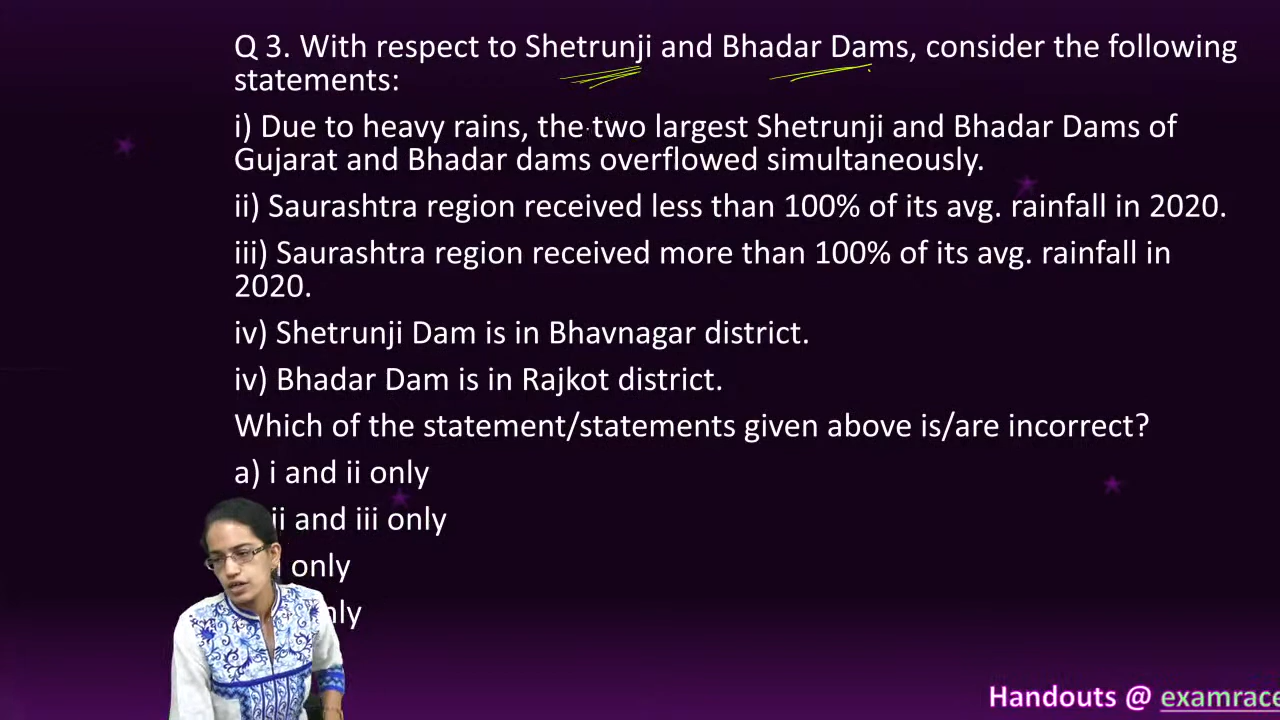 Q 3. With respect to Shetrunji and Bhadar Dams, consider the following
statements:
i) Due to heavy rains, the two largest Shetrunji and Bhadar Dams of
Gujarat and Bhadar dams overflowed simultaneously.
ii) Saurashtra region received less than 100% of its avg. rainfall in 2020.
iii) Saurashtra region received more than 100% of its avg. rainfall in
2020.
iv) Shetrunji Dam is in Bhavnagar district.
iv) Bhadar Dam is in Rajkot district.
Which of the statement/statements given above is/are incorrect?
a) i and ii only
ii and iii only
only
Handouts @ examrace